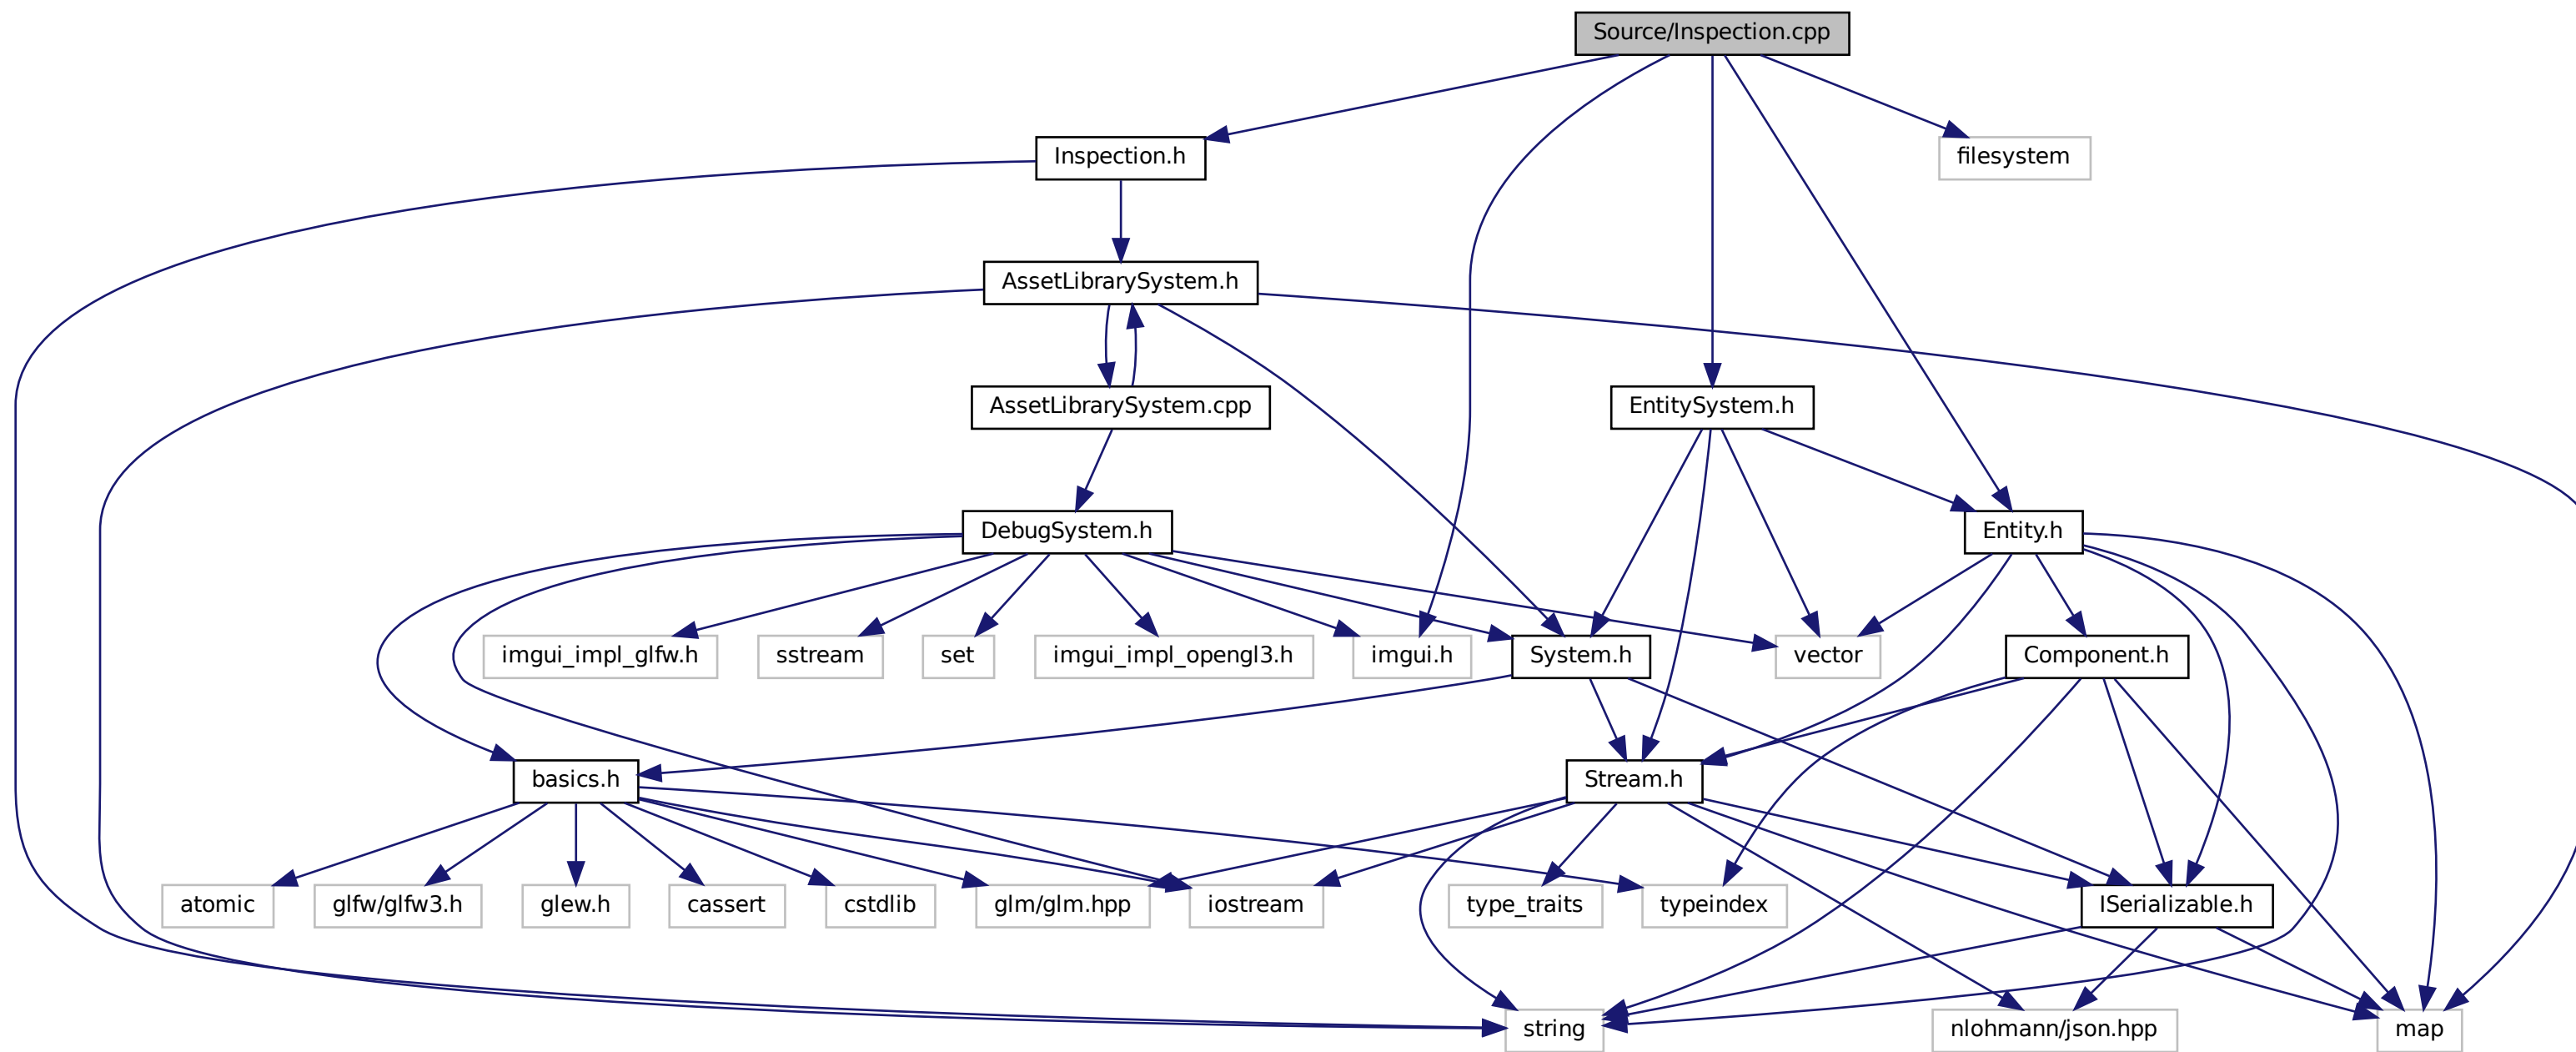 Source/Inspection.cpp
Inspection.h
filesystem
AssetLibrarySystem.h
AssetLibrarySystem.cpp
EntitySystem.h
DebugSystem.h
Entity.h
imgui_impl_glfw.h
sstream
set
imgui_impl_opengl3.h
imgui.h
System.h
vector
Component.h
basics.h
Stream.h
atomic
glfw/glfw3.h
glew.h
cassert
cstdlib
glm/glm.hpp
iostream
type_traits
typeindex
ISerializable.h
string
nlohmann/json.hpp
map